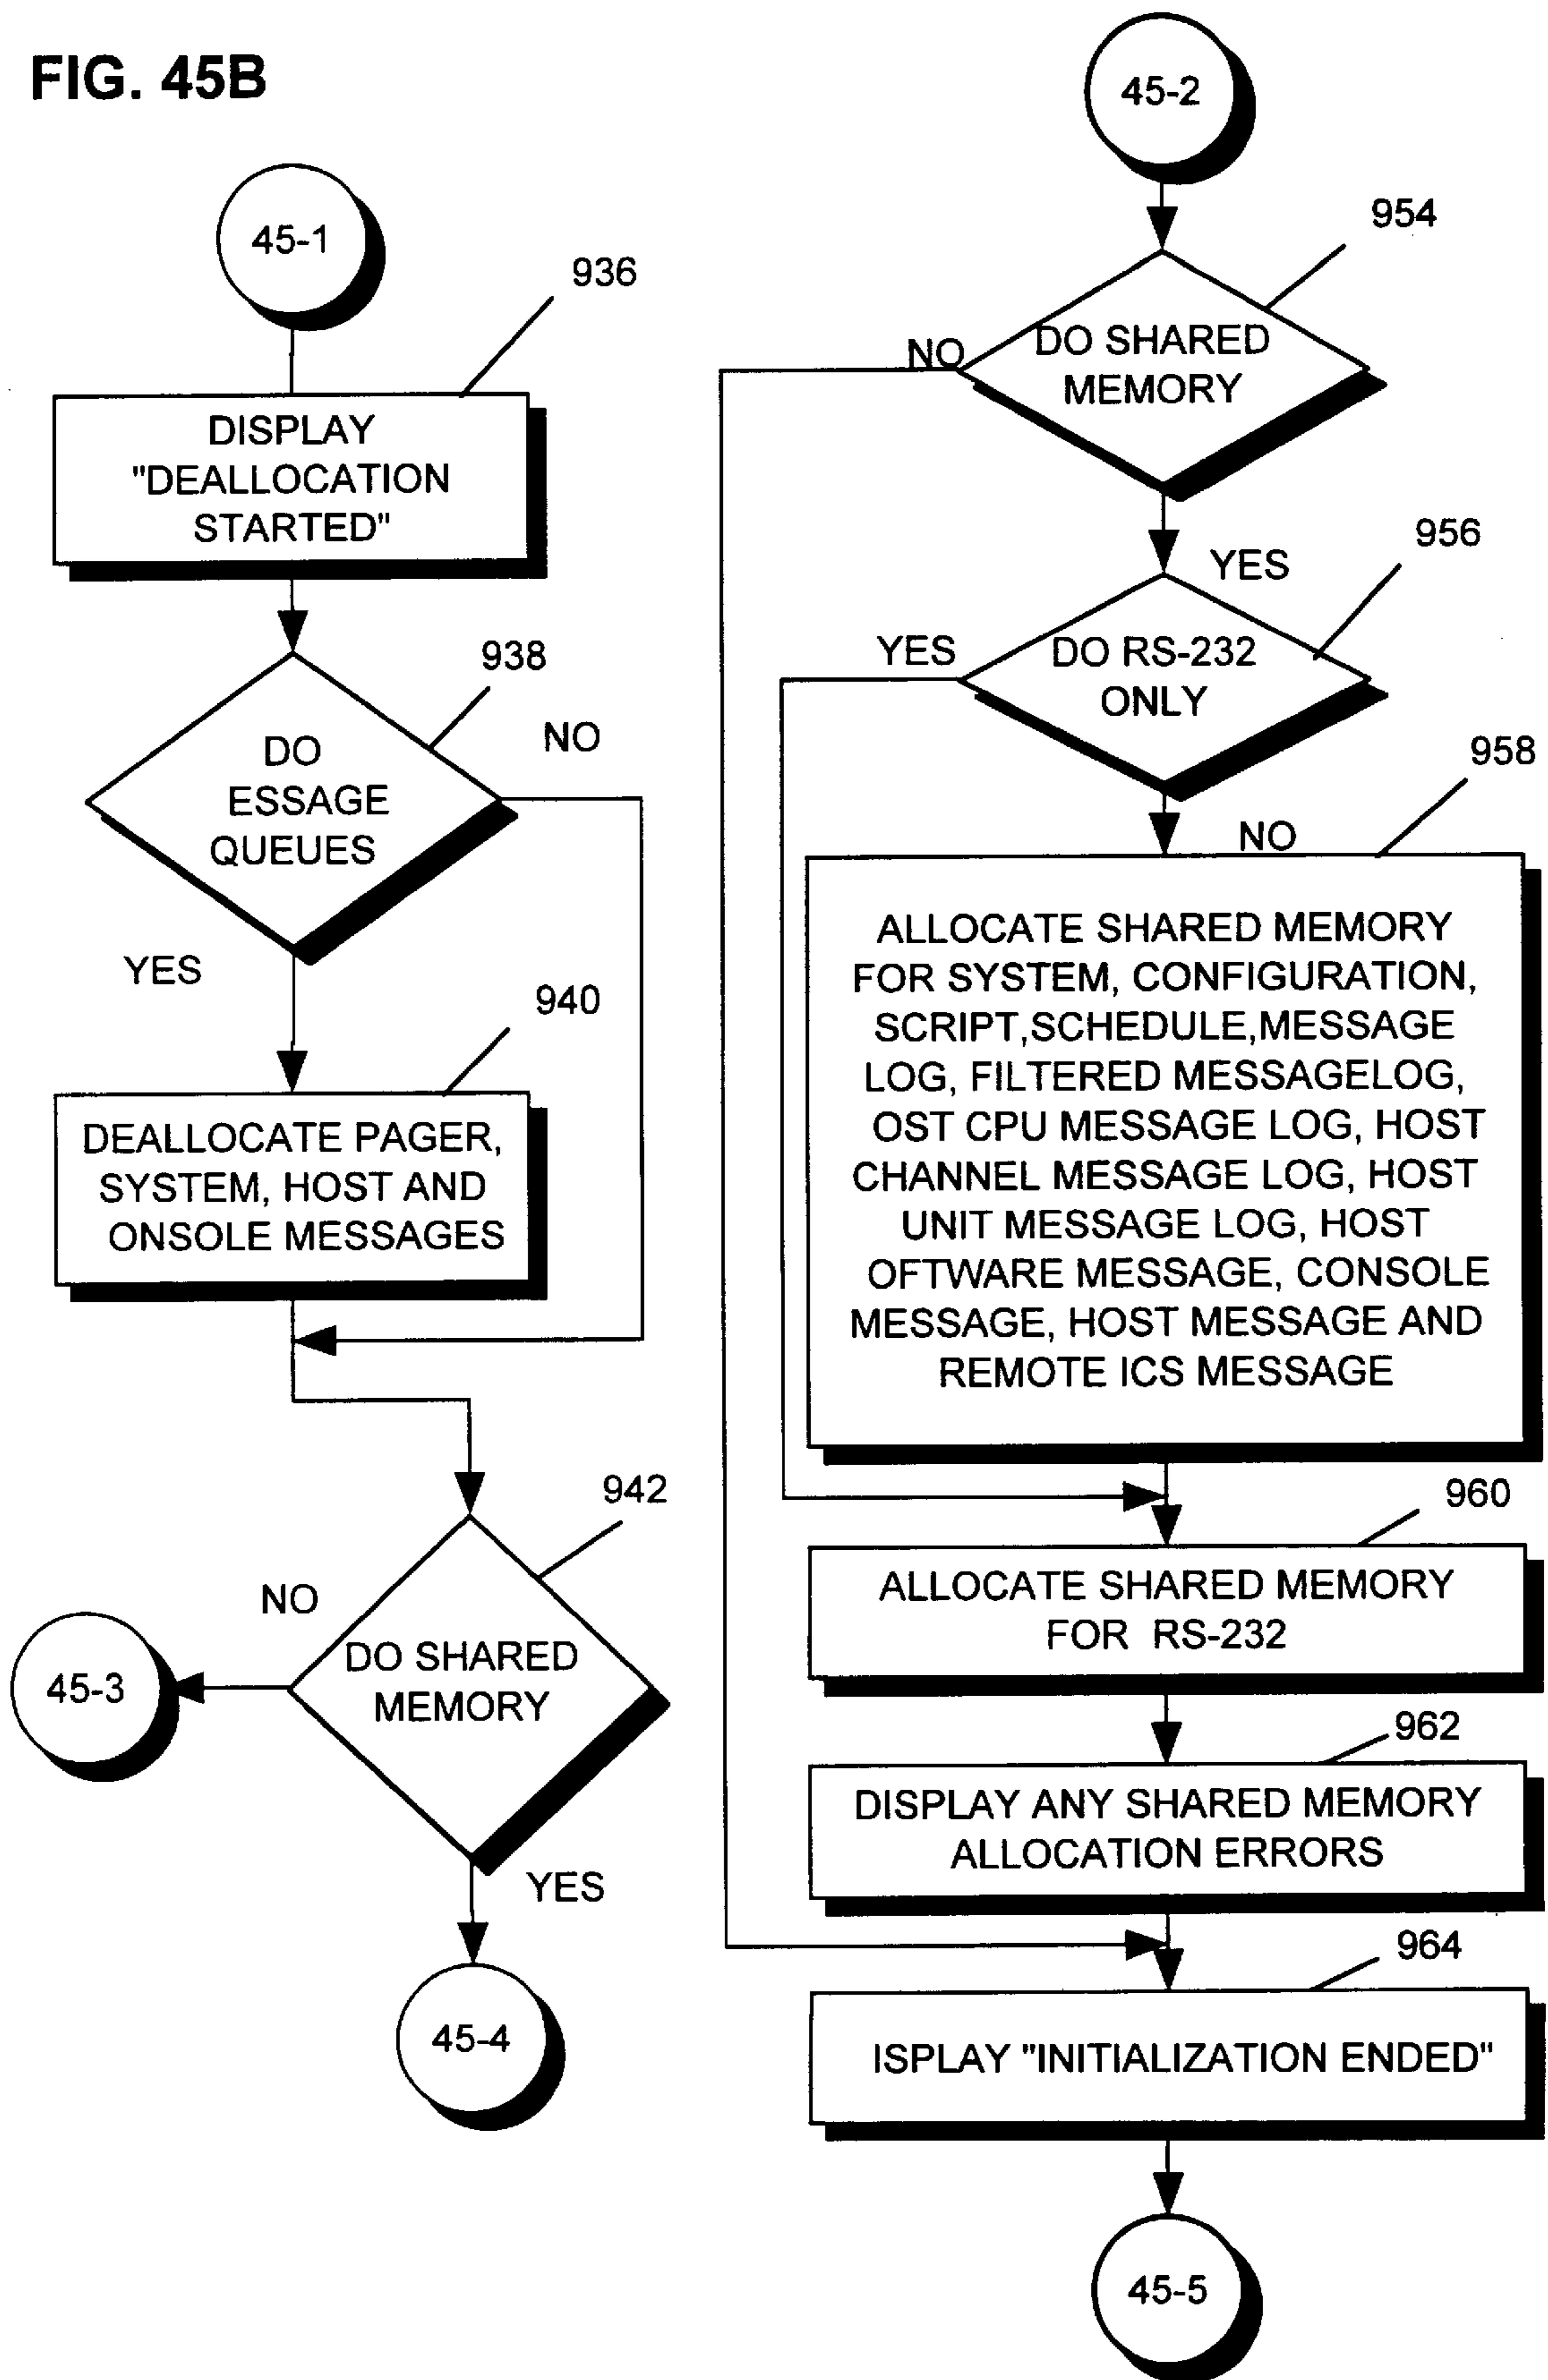 FIG. 45B
45-1
936
DISPLAY
"DEALLOCATION
STARTED"
938
DO
ESSAGE
QUEUES
NO
YES
940
DEALLOCATE PAGER,
SYSTEM, HOST AND
ONSOLE MESSAGES
942
NO
DO SHARED
MEMORY
45-3
YES
45-4
45-2
954
NO
DO SHARED
MEMORY
956
YES
YES
DO RS-232
ONLY
958
NO
ALLOCATE SHARED MEMORY
FOR SYSTEM, CONFIGURATION,
SCRIPT,SCHEDULE,MESSAGE
LOG, FILTERED MESSAGELOG,
OST CPU MESSAGE LOG, HOST
CHANNEL MESSAGE LOG, HOST
UNIT MESSAGE LOG, HOST
OFTWARE MESSAGE, CONSOLE
MESSAGE, HOST MESSAGE AND
REMOTE ICS MESSAGE
960
ALLOCATE SHARED MEMORY
FOR RS-232
962
DISPLAY ANY SHARED MEMORY
ALLOCATION ERRORS
964
ISPLAY "INITIALIZATION ENDED"
45-5